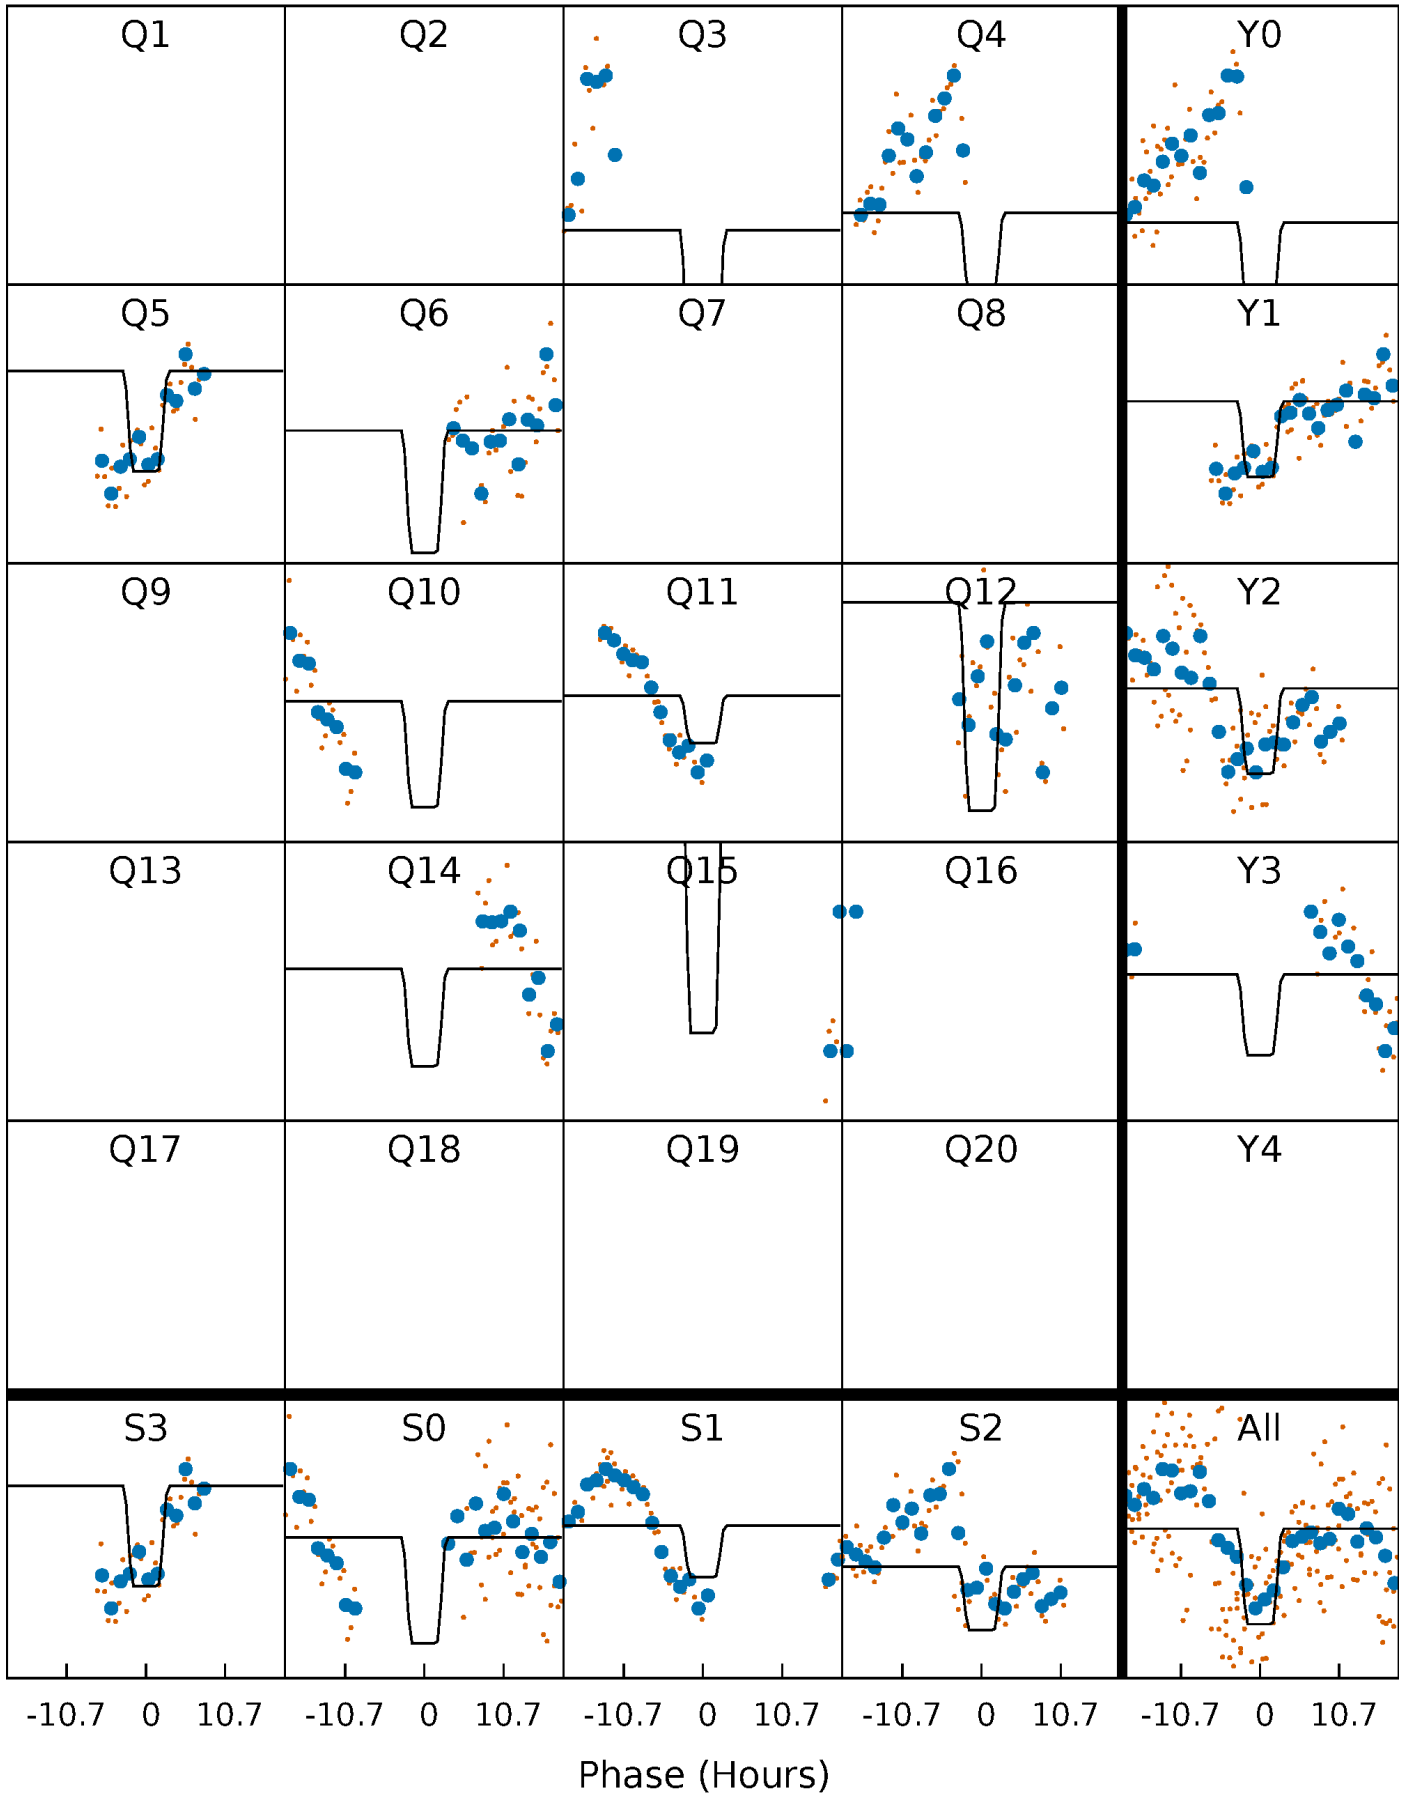 Q1 Q2 Q3 Q4 Y0
Q5 Q6 Q7 Q8 Y1
Q9 Q10 Q11 Q12 Y2
Q13 Q14 Q15 Q16 Y3
Q17 Q18 Q19 Q20 Y4
S3 S0 S1 S2 All
-10.7 0 10.7 -10.7 0 10.7 -10.7 0 10.7 -10.7 0 10.7 -10.7 0 10.7
Phase (Hours)